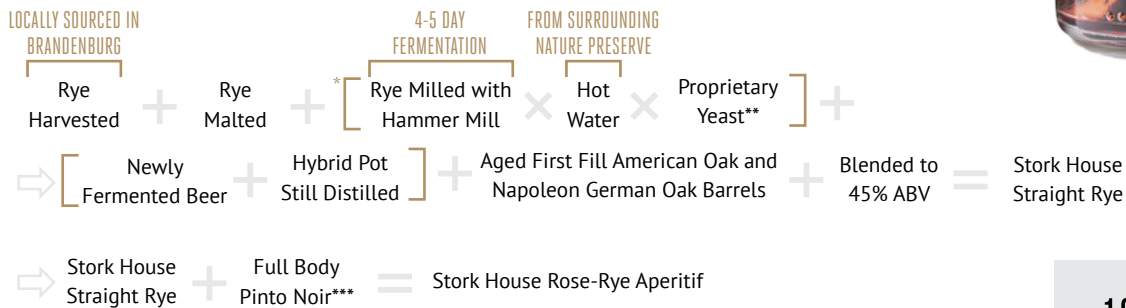 LOCALLY SOURCED IN
BRANDENBURG
4-5 DAY
FERMENTATION
FROM SURROUNDING
NATURE PRESERVE
Rye
Harvested
+
Rye
Malted
+
*[
Rye Milled with
Hammer Mill
×
Hot
Water
×
Proprietary
Yeast**
]
+
[
Newly
Fermented Beer
+
Hybrid Pot
Still Distilled
]
+
Aged First Fill American Oak and
Napoleon German Oak Barrels
+
Blended to
45% ABV
=
Stork House
Straight Rye
Stork House
Straight Rye
+
Full Body
Pinto Noir***
=
Stork House Rose-Rye Aperitif